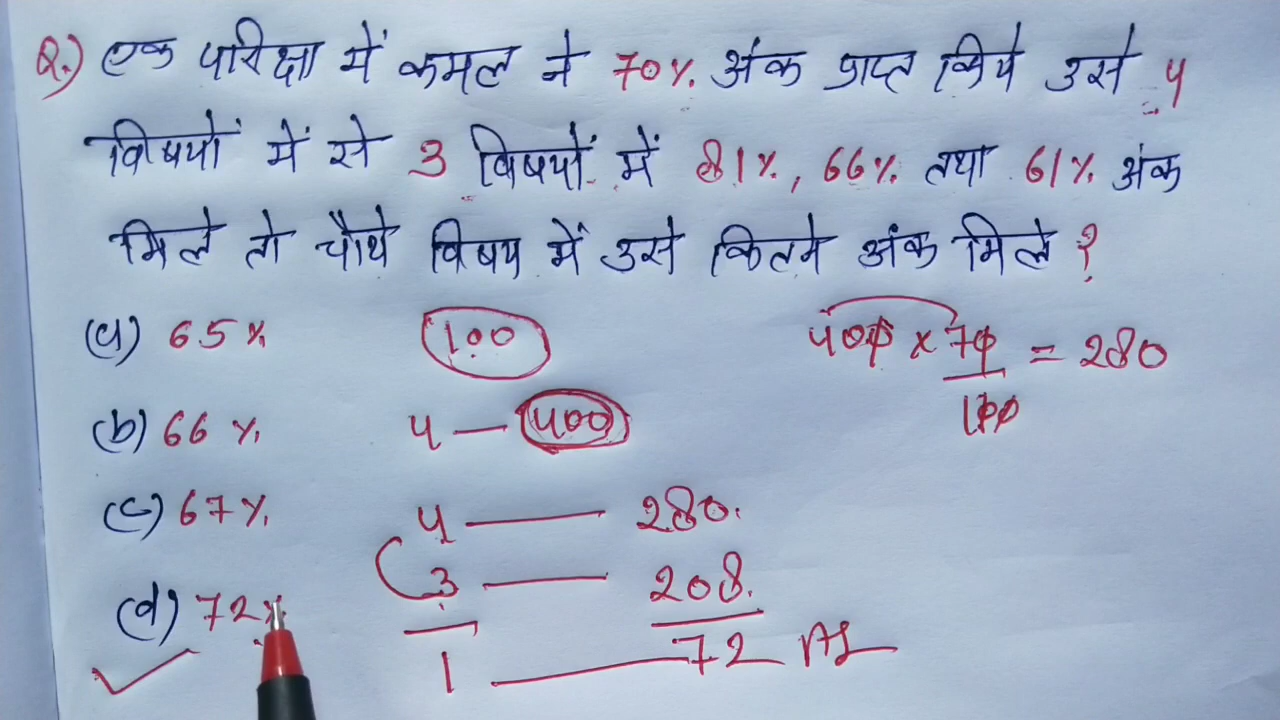 Q.) एक परिक्षा में कमल ने 70% अंक प्राप्त किये उसे 4
विषयों में से 3 विषयों में 81%, 66% तथा 61% अंक
मिले तो चौथे विषय में उसे कितने अंक मिले ?
(a) 65%
100
400 x 70 = 280
100
(b) 66%
4 — 400
(c) 67%
4 — 280.
3 — 208.
(d) 72%
1 — 72 Ans